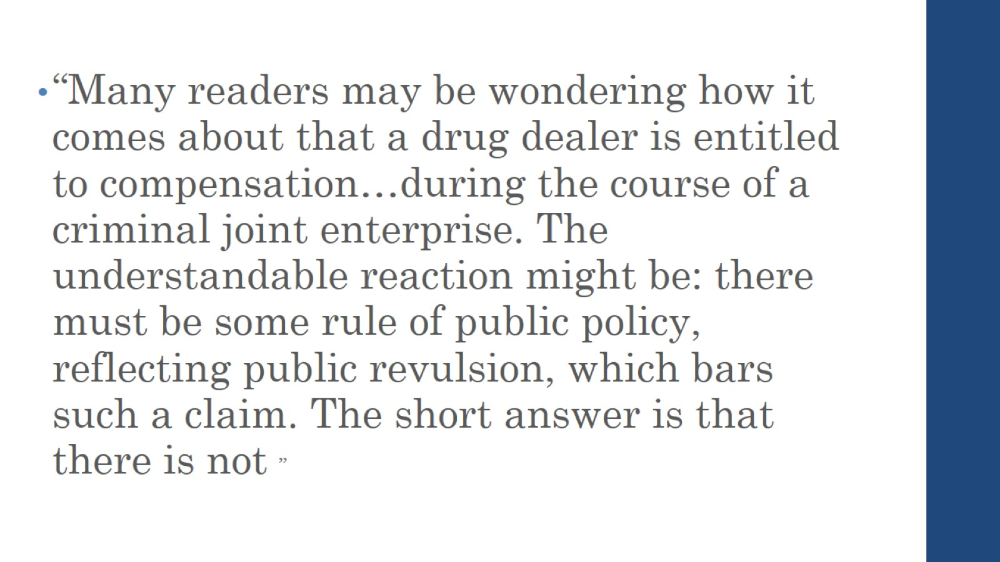 • “Many readers may be wondering how it
comes about that a drug dealer is entitled
to compensation…during the course of a
criminal joint enterprise. The
understandable reaction might be: there
must be some rule of public policy,
reflecting public revulsion, which bars
such a claim. The short answer is that
there is not ”